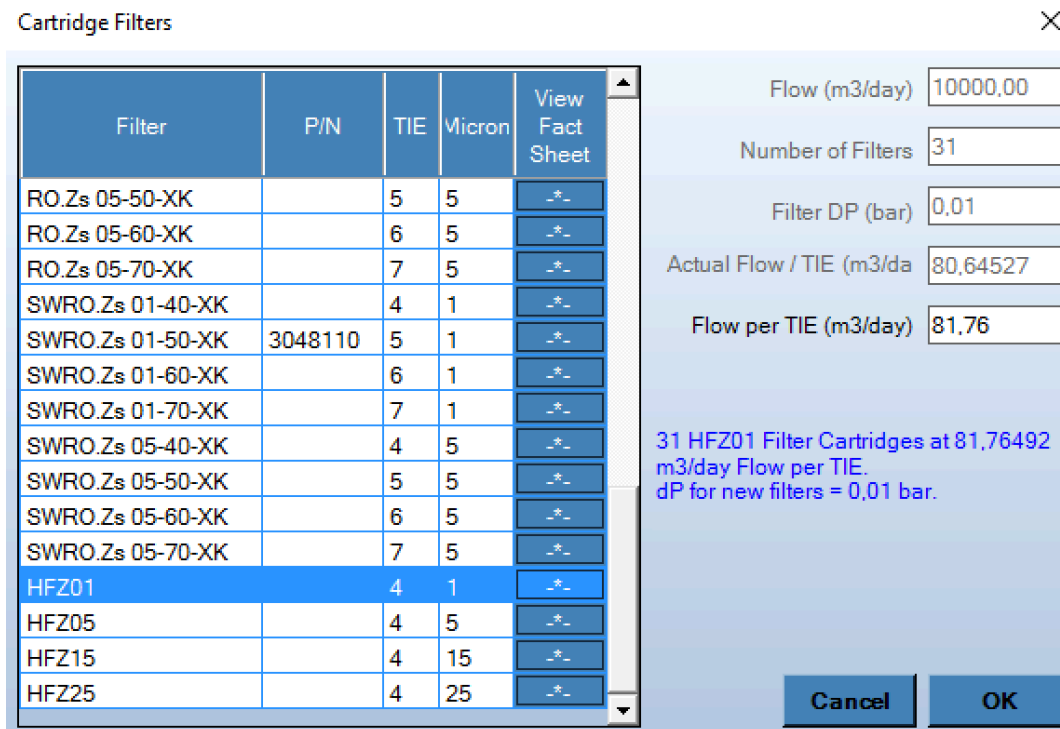 Cartridge Filters
Filter P/N TIE Micron View Fact Sheet
RO.Zs 05-50-XK 5 5 -*-
RO.Zs 05-60-XK 6 5 -*-
RO.Zs 05-70-XK 7 5 -*-
SWRO.Zs 01-40-XK 4 1 -*-
SWRO.Zs 01-50-XK 3048110 5 1 -*-
SWRO.Zs 01-60-XK 6 1 -*-
SWRO.Zs 01-70-XK 7 1 -*-
SWRO.Zs 05-40-XK 4 5 -*-
SWRO.Zs 05-50-XK 5 5 -*-
SWRO.Zs 05-60-XK 6 5 -*-
SWRO.Zs 05-70-XK 7 5 -*-
HFZ01 4 1 -*-
HFZ05 4 5 -*-
HFZ15 4 15 -*-
HFZ25 4 25 -*-
Flow (m3/day) 10000,00
Number of Filters 31
Filter DP (bar) 0,01
Actual Flow / TIE (m3/da 80,64527
Flow per TIE (m3/day) 81,76
31 HFZ01 Filter Cartridges at 81,76492
m3/day Flow per TIE.
dP for new filters = 0,01 bar.
Cancel OK